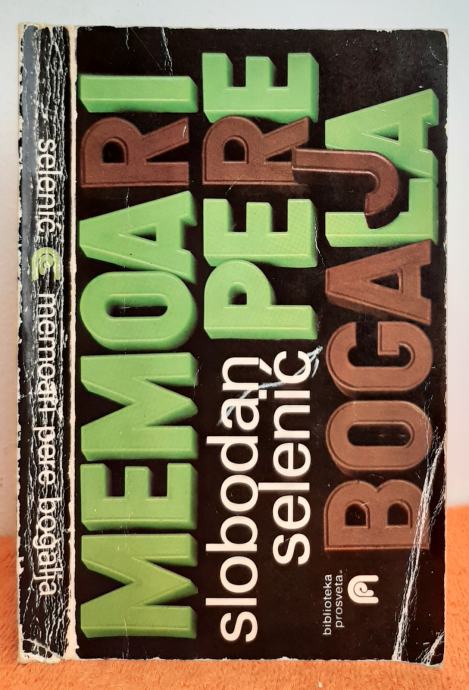 selenić memoari pere bogalja
MEMOARI
PERE
slobodan
selenić
BOGALJA
biblioteka
prosveta